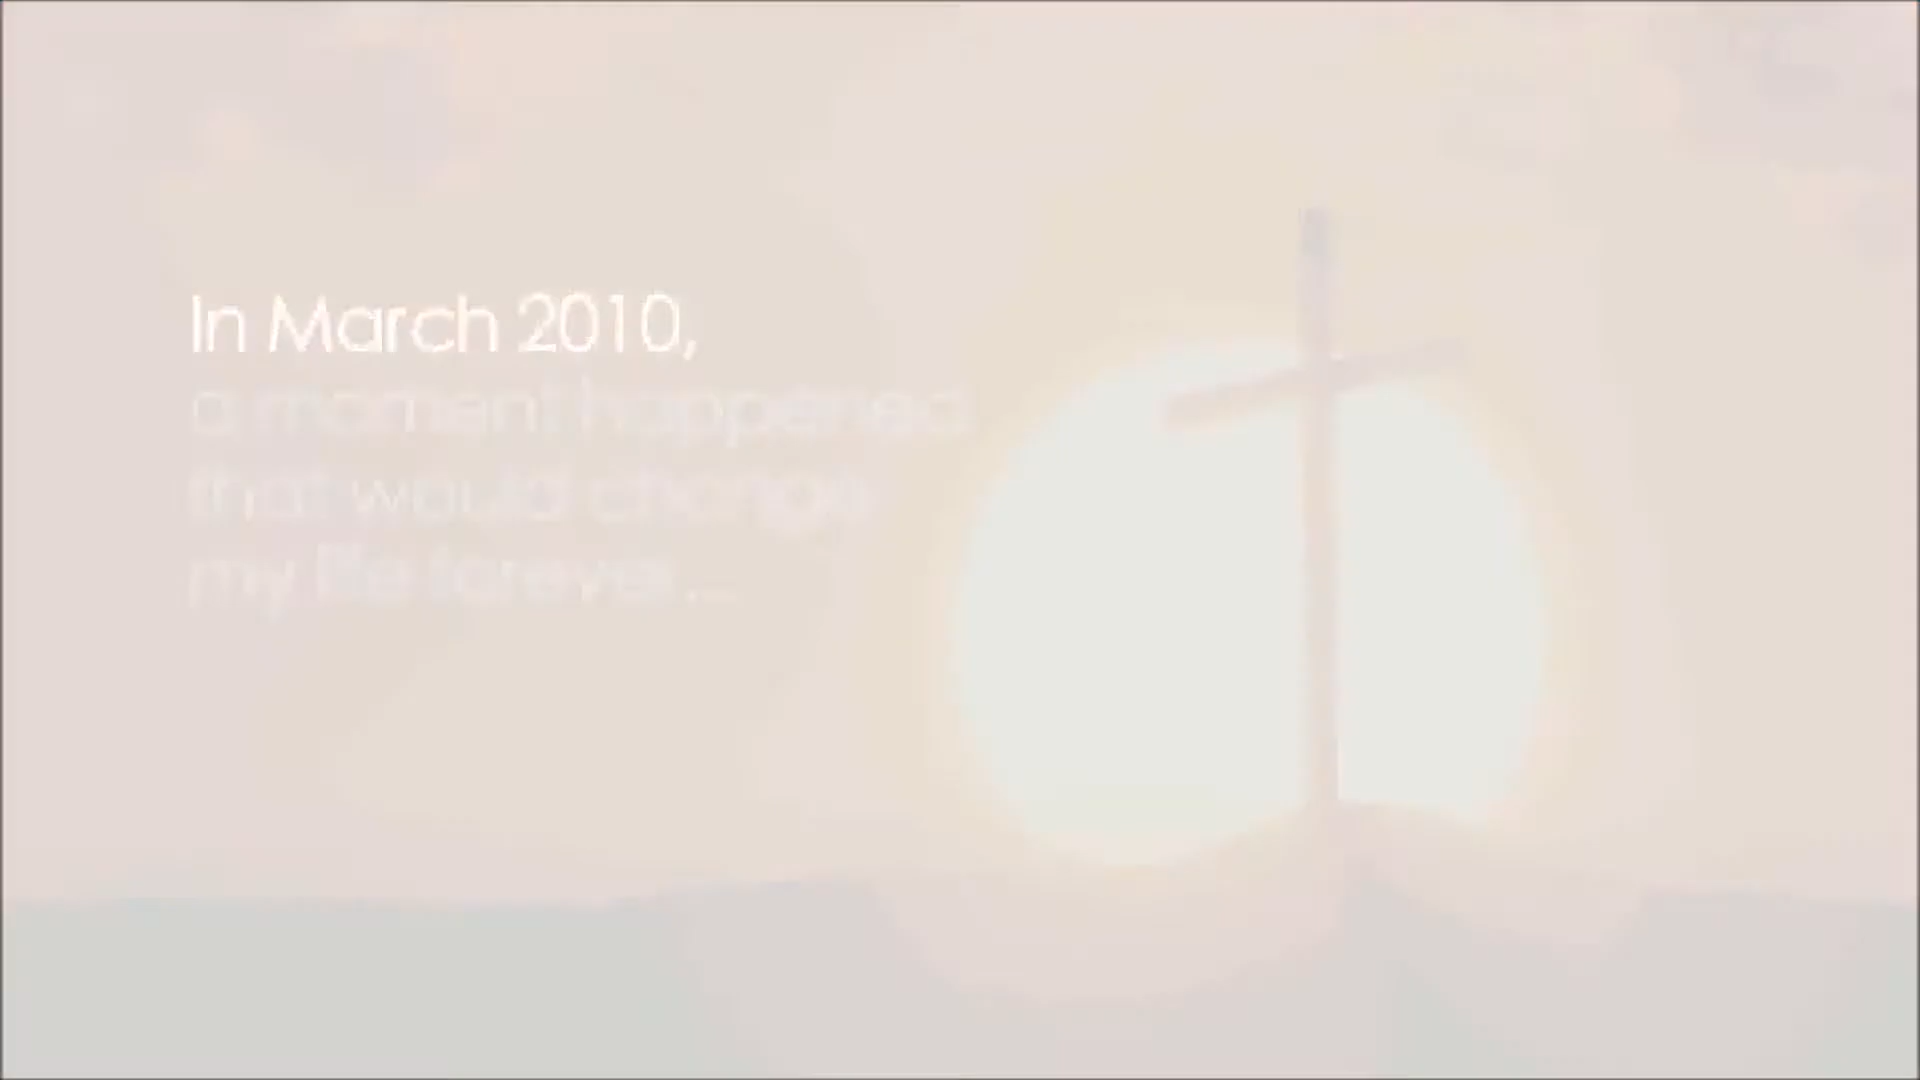 In March 2010,
a moment happened
that would change
my life forever...